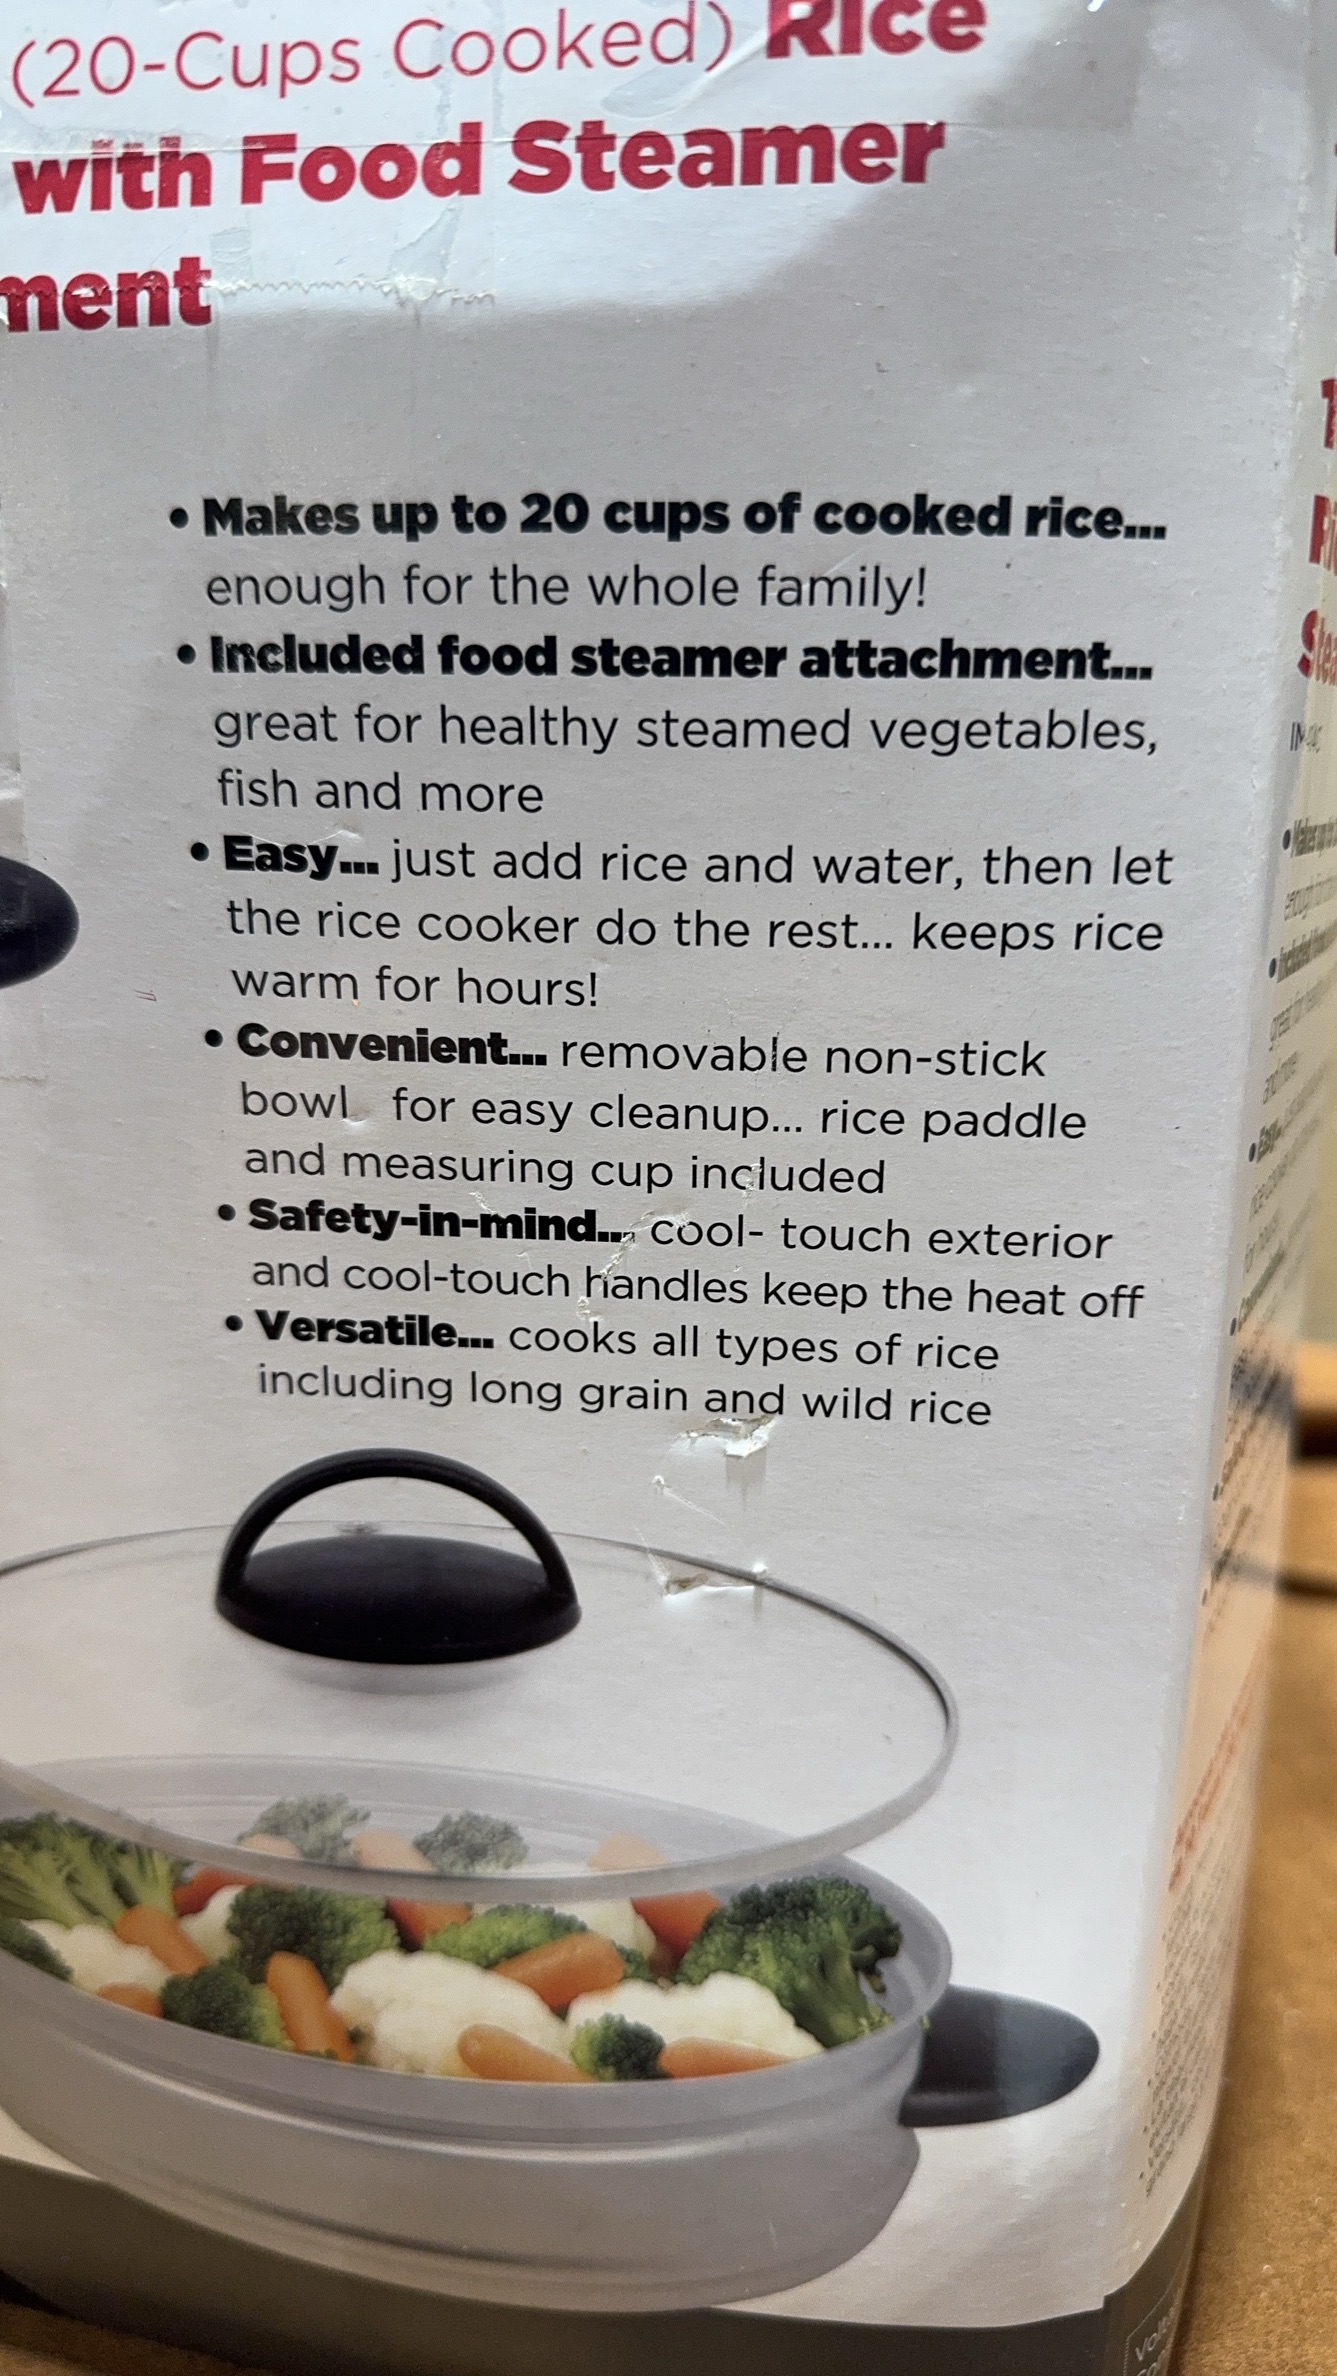 (20-Cups Cooked) Rice
with Food Steamer
ment
• Makes up to 20 cups of cooked rice...
enough for the whole family!
• Included food steamer attachment...
great for healthy steamed vegetables,
fish and more
• Easy... just add rice and water, then let
the rice cooker do the rest... keeps rice
warm for hours!
• Convenient... removable non-stick
bowl for easy cleanup... rice paddle
and measuring cup included
• Safety-in-mind... cool- touch exterior
and cool-touch handles keep the heat off
• Versatile... cooks all types of rice
including long grain and wild rice